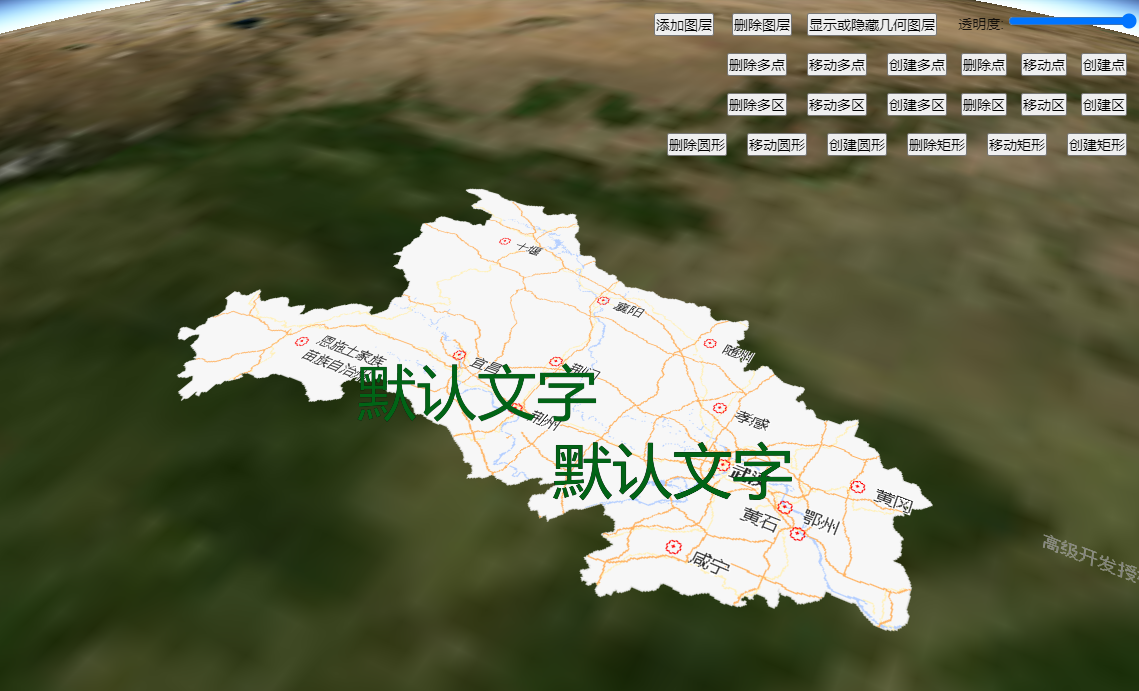 添加图层 删除图层 显示或隐藏几何图层 透明度:
删除多点 移动多点 创建多点 删除点 移动点 创建点
删除多区 移动多区 创建多区 删除区 移动区 创建区
删除圆形 移动圆形 创建圆形 删除矩形 移动矩形 创建矩形
十堰
襄阳
随州
恩施土家族
苗族自治州
宜昌
荆门
默认文字
荆州
孝感
默认文字
武汉
黄冈
黄石
鄂州
咸宁
高级开发授